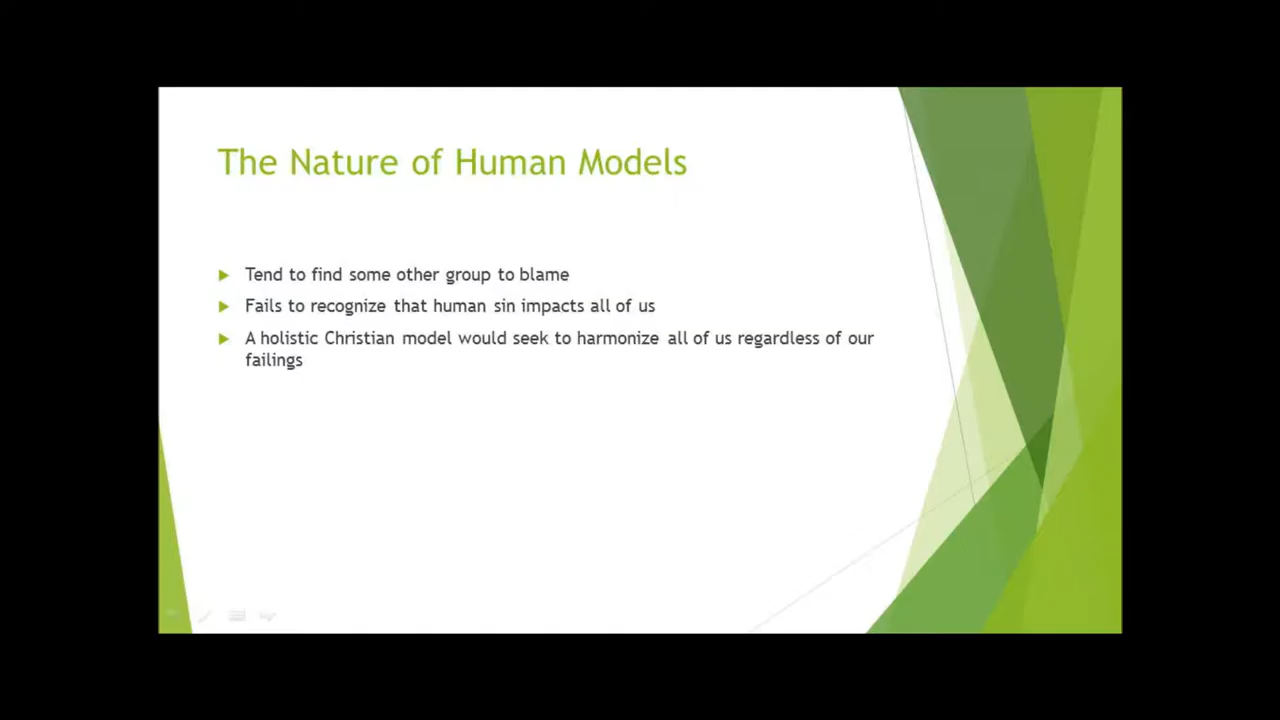 The Nature of Human Models
Tend to find some other group to blame
Fails to recognize that human sin impacts all of us
A holistic Christian model would seek to harmonize all of us regardless of our
failings